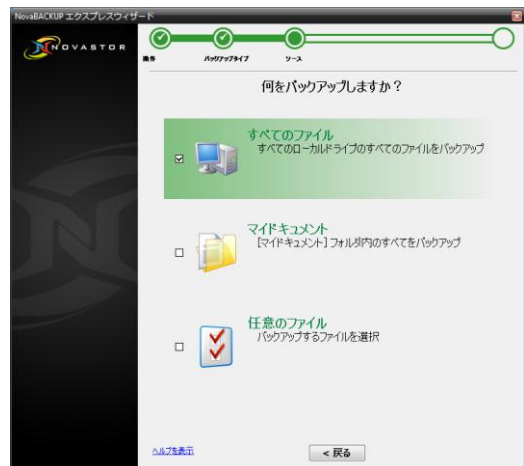 NovaBACKUP エクスプレスウィザード
NOVASTOR
操作 バックアップタイプ ソース
何をバックアップしますか？
すべてのファイル
すべてのローカルドライブのすべてのファイルをバックアップ
マイドキュメント
[マイドキュメント] フォルダ内のすべてをバックアップ
任意のファイル
バックアップするファイルを選択
ヘルプを表示 < 戻る